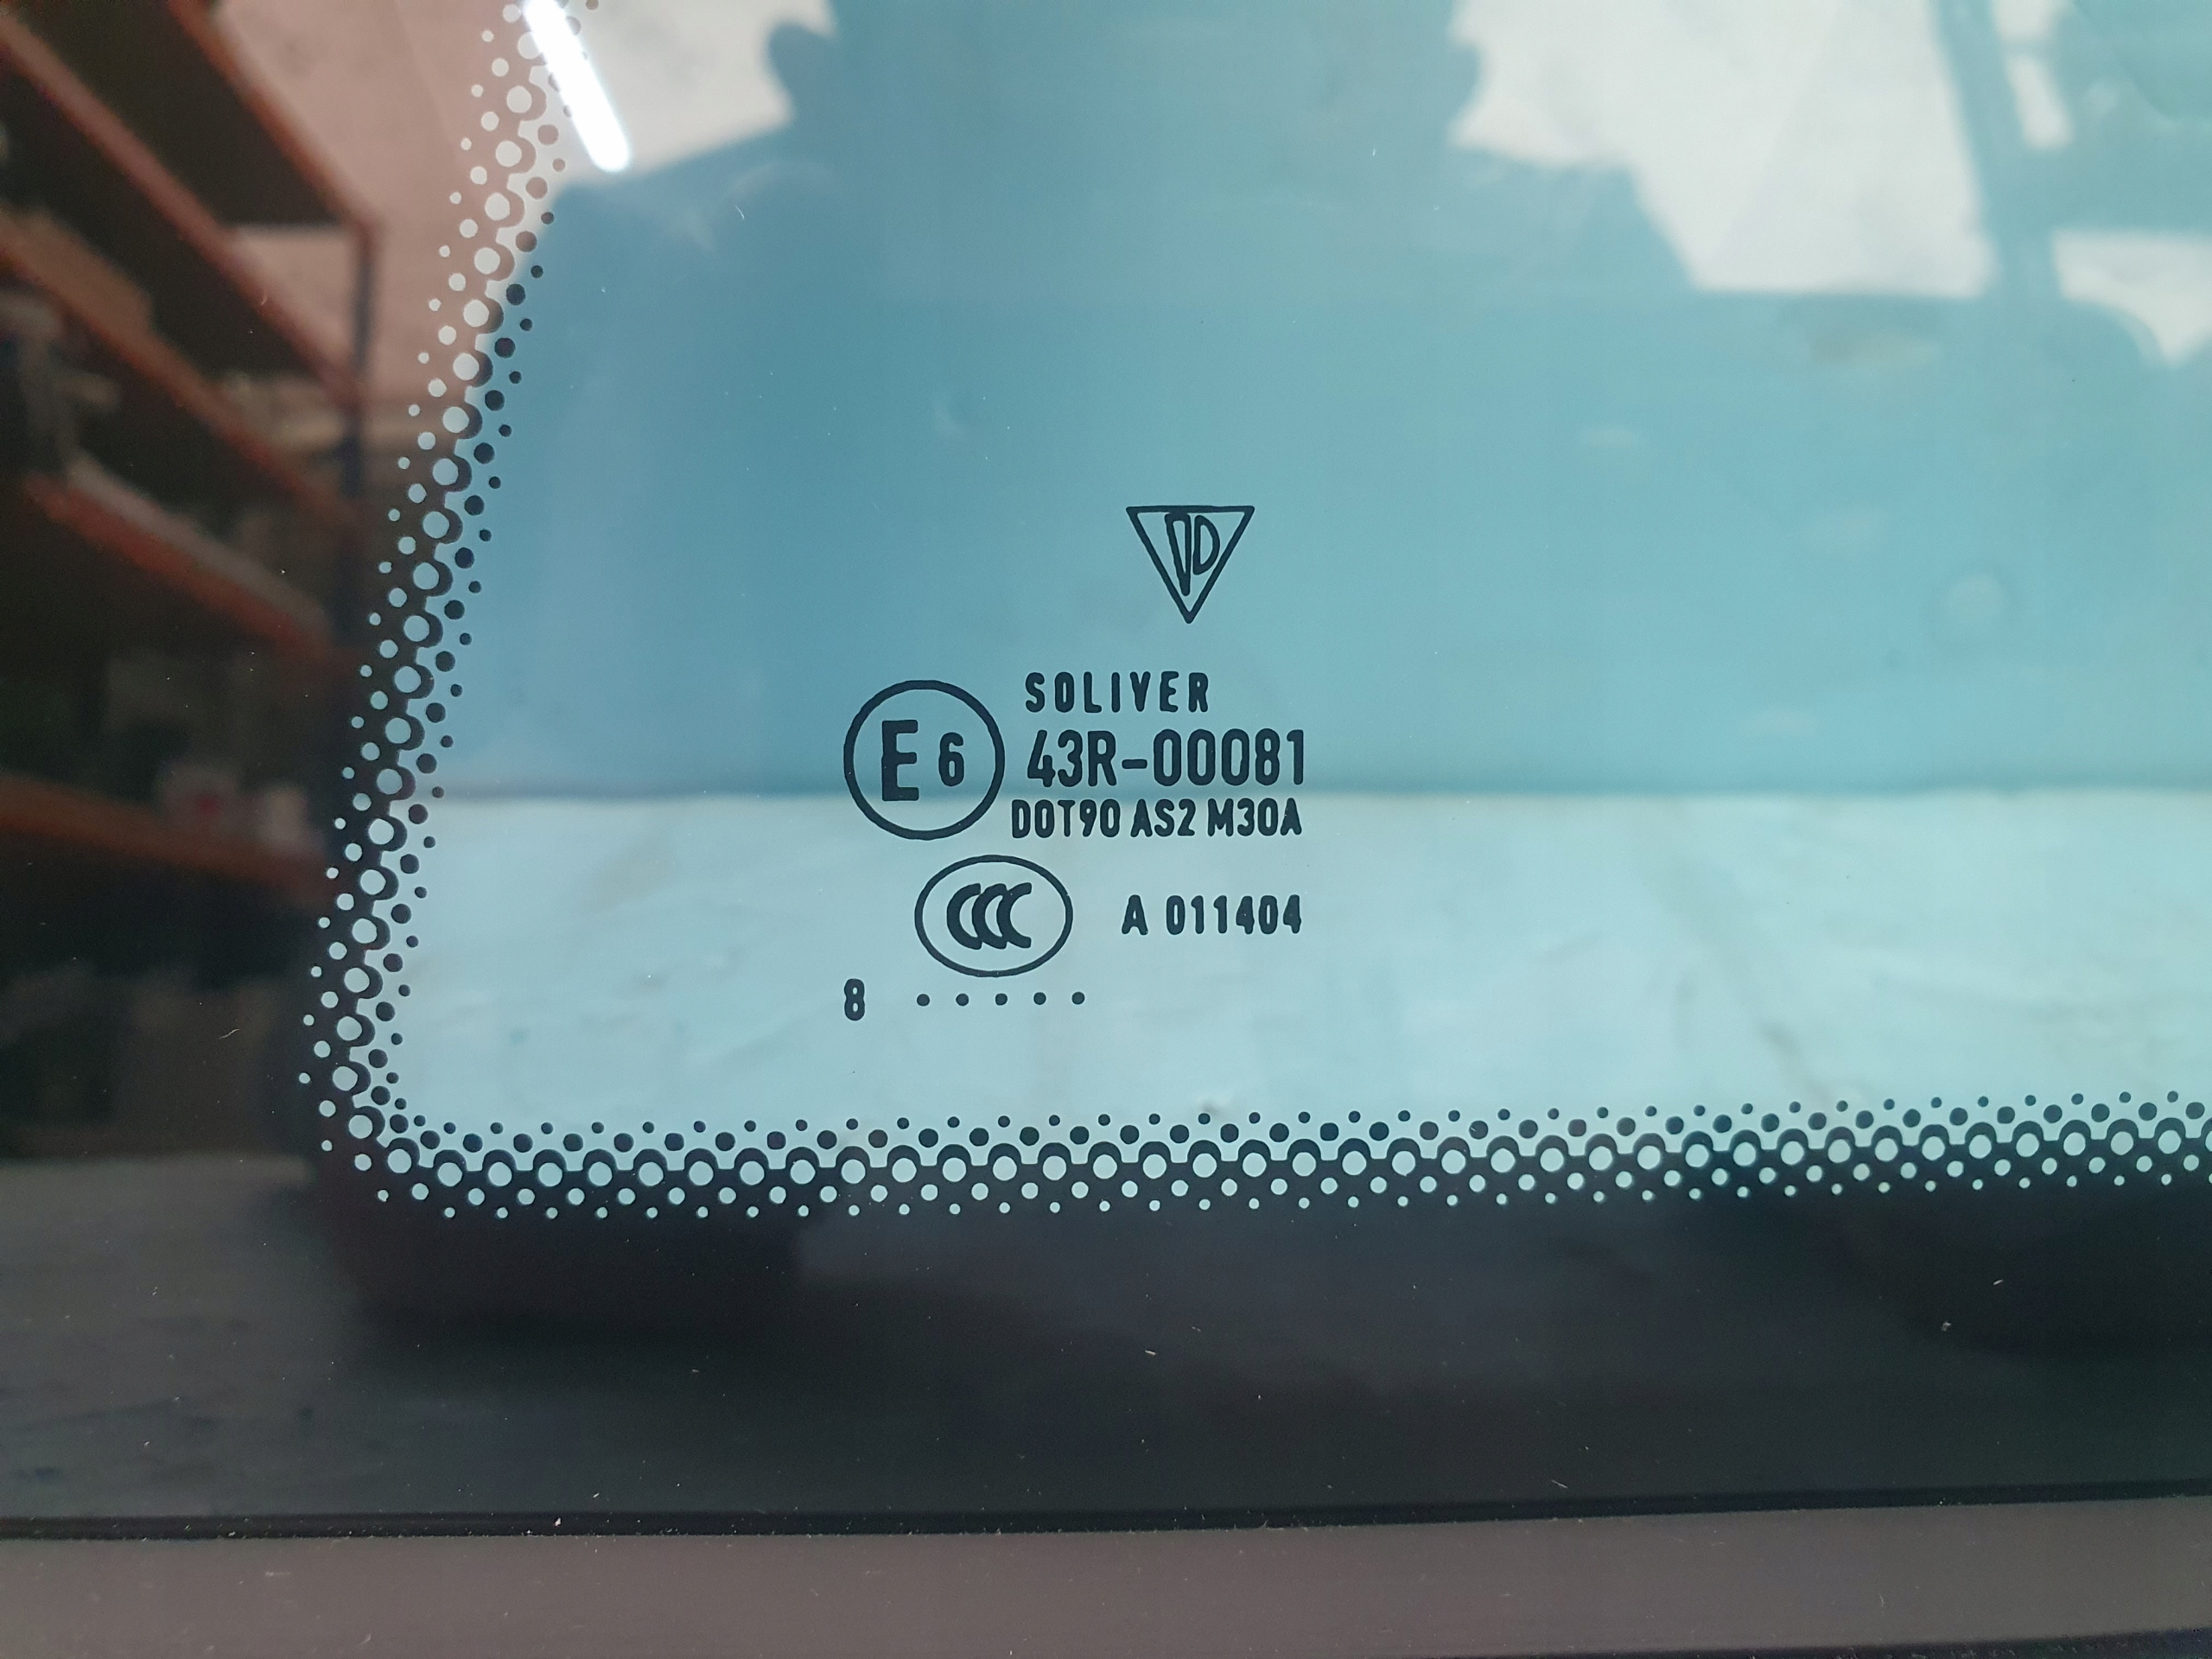 SOLIVER
E 6 43R-00081
DOT90 AS2 M30A
CCC A 011404
8 . . . . .